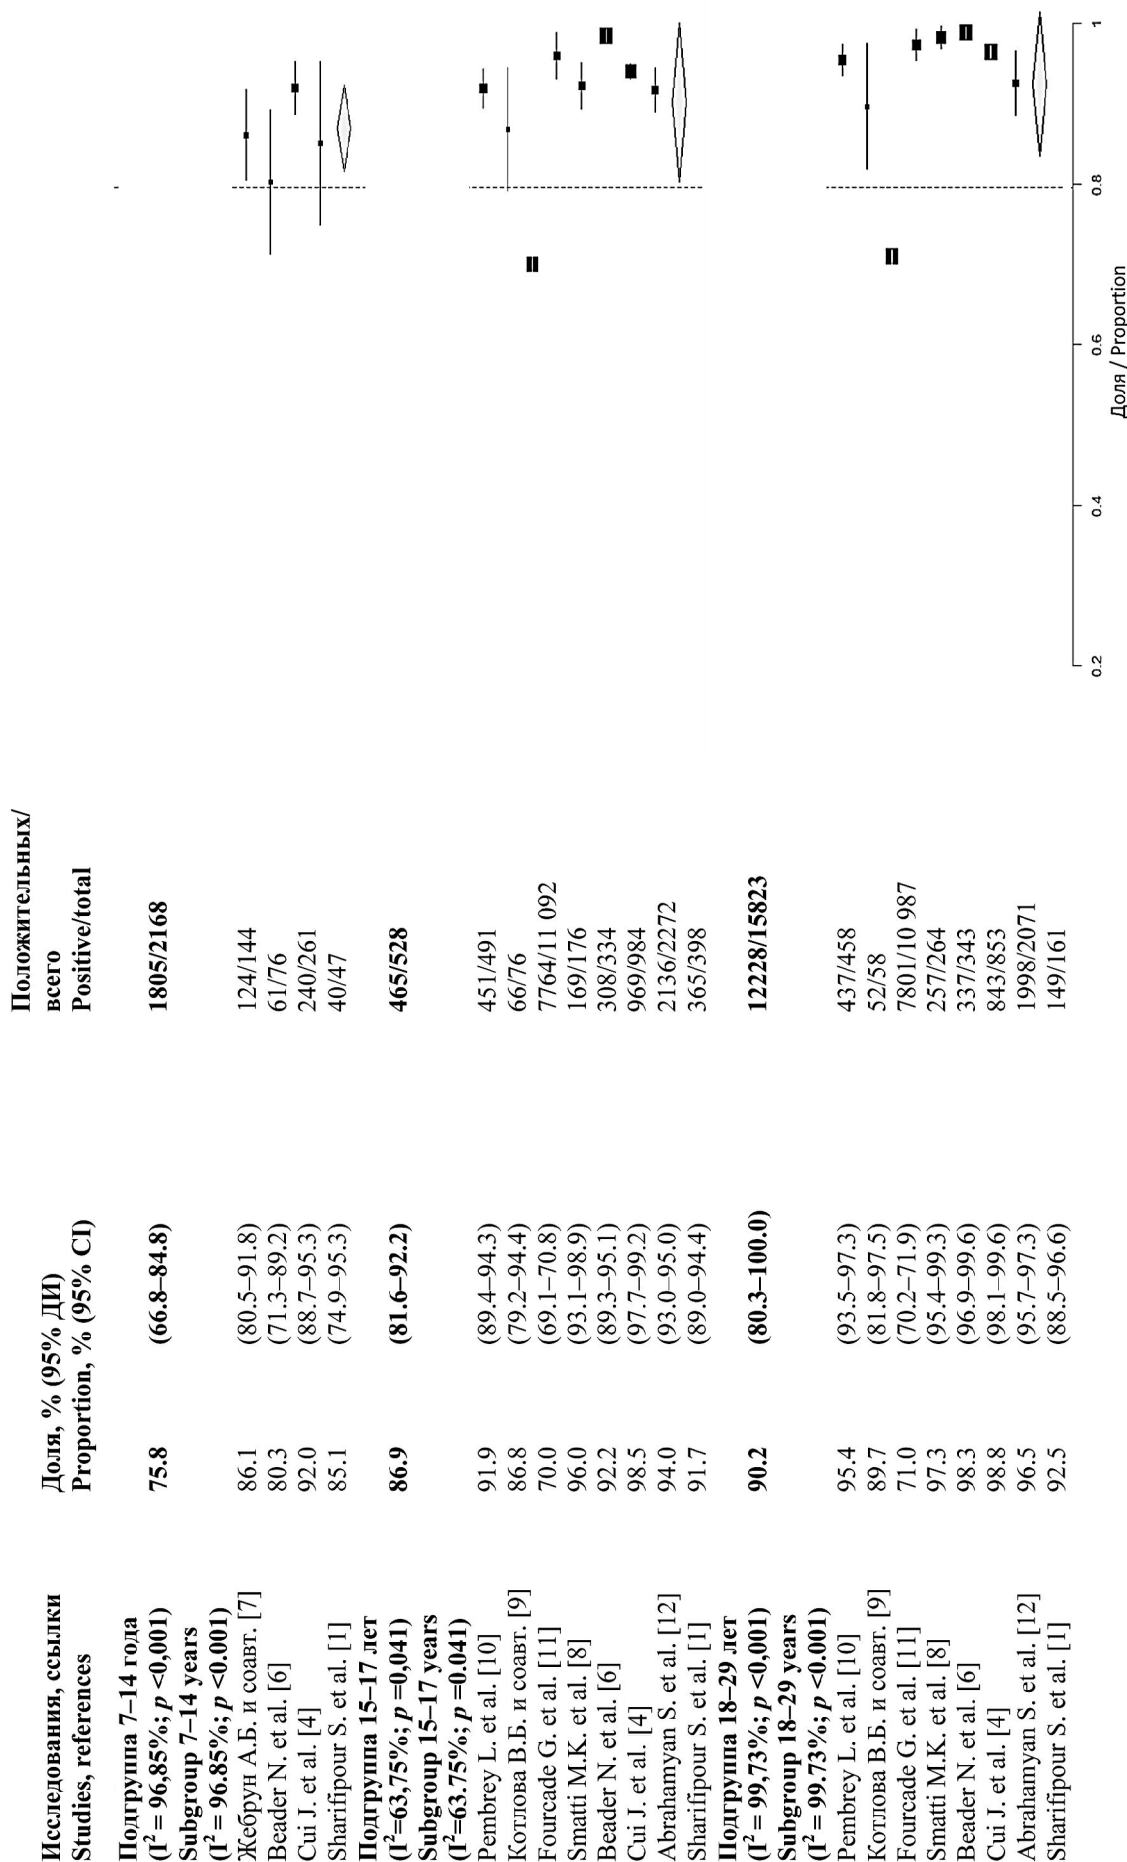 Исследования, ссылки Доля, % (95% ДИ) Положительных/
Studies, references Proportion, % (95% CI) всего
Positive/total
Подгруппа 7–14 года
(I² = 96,85%; p <0,001) 75.8 (66.8–84.8) 1805/2168
Subgroup 7–14 years
(I² = 96.85%; p <0.001)
Жебрун А.Б. и соавт. [7] 86.1 (80.5–91.8) 124/144
Beader N. et al. [6] 80.3 (71.3–89.2) 61/76
Cui J. et al. [4] 92.0 (88.7–95.3) 240/261
Sharifipour S. et al. [1] 85.1 (74.9–95.3) 40/47
Подгруппа 15–17 лет
(I²=63,75%; p =0,041) 86.9 (81.6–92.2) 465/528
Subgroup 15–17 years
(I²=63.75%; p =0.041)
Pembrey L. et al. [10] 91.9 (89.4–94.3) 451/491
Котлова В.Б. и соавт. [9] 86.8 (79.2–94.4) 66/76
Fourcade G. et al. [11] 70.0 (69.1–70.8) 7764/11 092
Smatti M.K. et al. [8] 96.0 (93.1–98.9) 169/176
Beader N. et al. [6] 92.2 (89.3–95.1) 308/334
Cui J. et al. [4] 98.5 (97.7–99.2) 969/984
Abrahamyan S. et al. [12] 94.0 (93.0–95.0) 2136/2272
Sharifipour S. et al. [1] 91.7 (89.0–94.4) 365/398
Подгруппа 18–29 лет
(I² = 99,73%; p <0,001) 90.2 (80.3–100.0) 12228/15823
Subgroup 18–29 years
(I² = 99.73%; p <0.001)
Pembrey L. et al. [10] 95.4 (93.5–97.3) 437/458
Котлова В.Б. и соавт. [9] 89.7 (81.8–97.5) 52/58
Fourcade G. et al. [11] 71.0 (70.2–71.9) 7801/10 987
Smatti M.K. et al. [8] 97.3 (95.4–99.3) 257/264
Beader N. et al. [6] 98.3 (96.9–99.6) 337/343
Cui J. et al. [4] 98.8 (98.1–99.6) 843/853
Abrahamyan S. et al. [12] 96.5 (95.7–97.3) 1998/2071
Sharifipour S. et al. [1] 92.5 (88.5–96.6) 149/161
0.2 0.4 0.6 0.8 1
Доля / Proportion